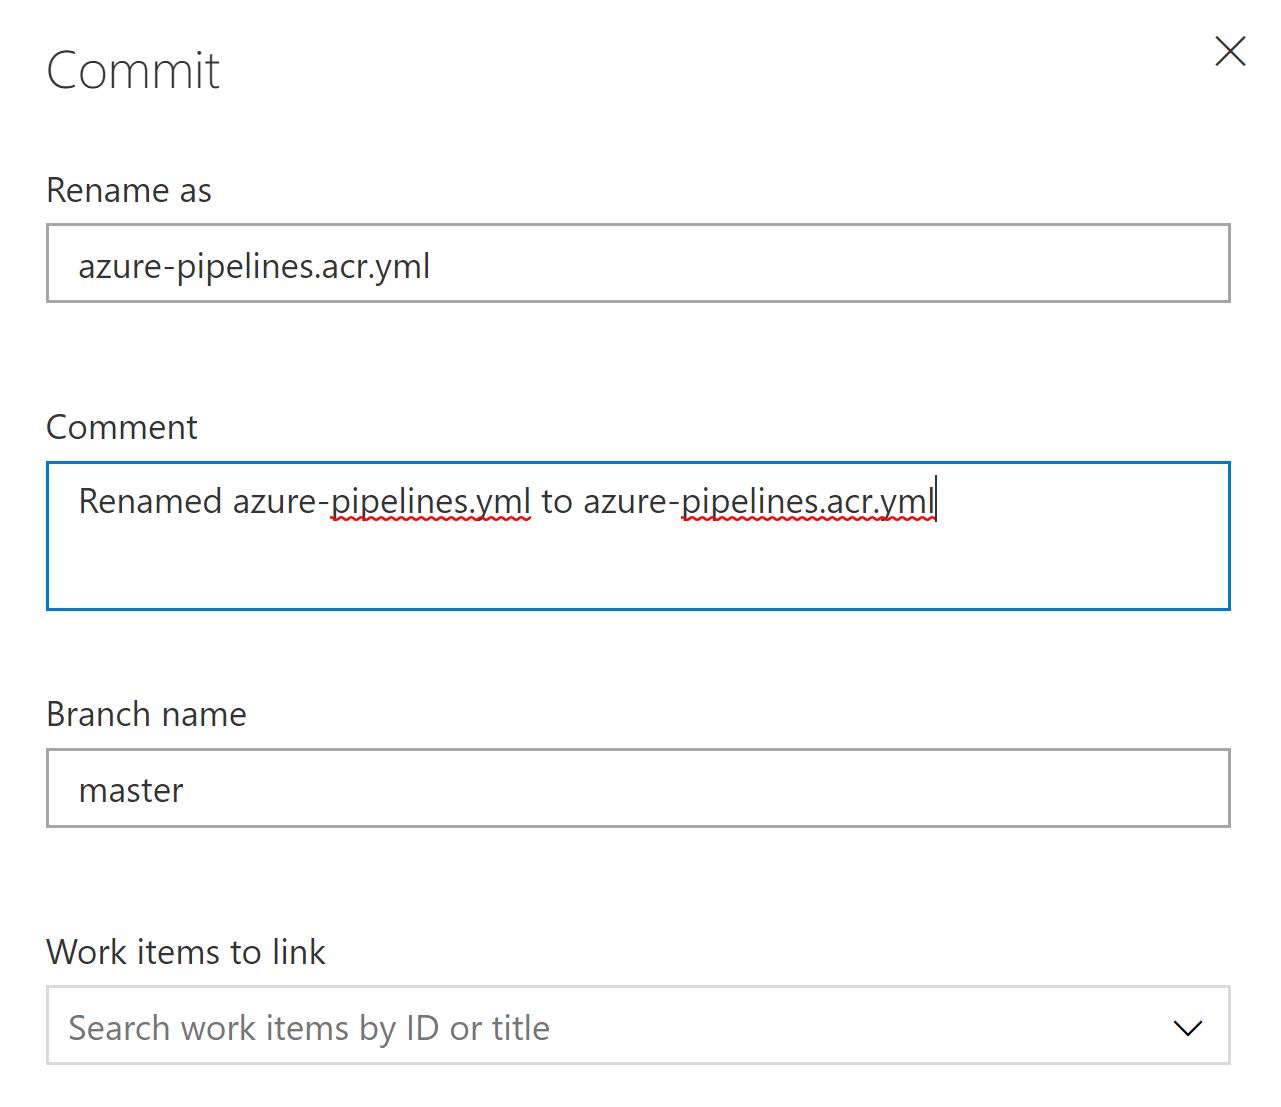 Commit
Rename as
azure-pipelines.acr.yml
Comment
Renamed azure-pipelines.yml to azure-pipelines.acr.yml
Branch name
master
Work items to link
Search work items by ID or title